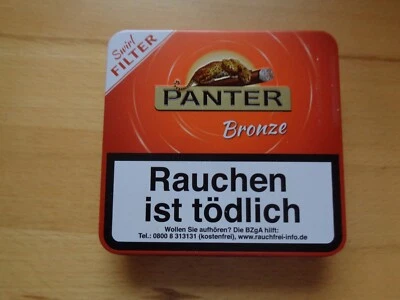 Swirl
FILTER
PANTER
Bronze
Rauchen
ist tödlich
Wollen Sie aufhören? Die BZgA hilft:
Tel.: 0800 8 313131 (kostenfrei), www.rauchfrei-info.de